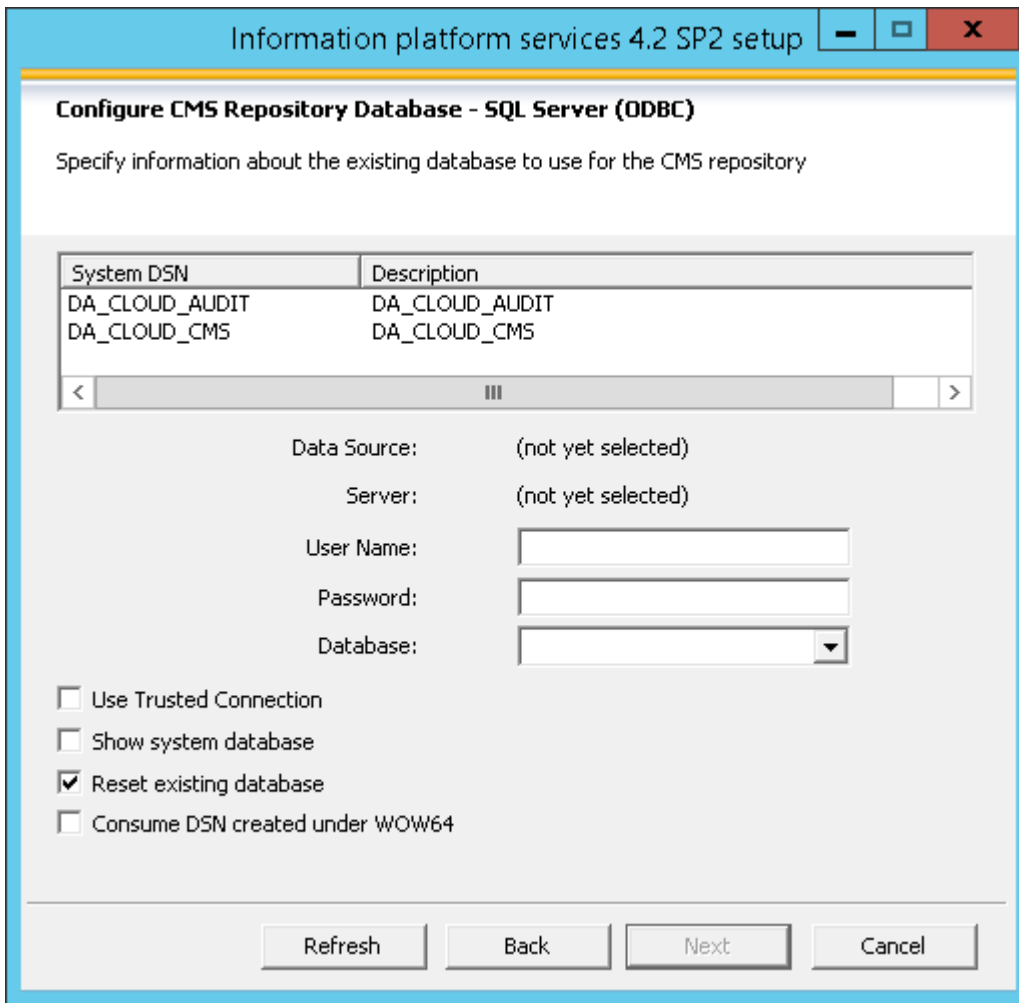 Information platform services 4.2 SP2 setup
Configure CMS Repository Database - SQL Server (ODBC)
Specify information about the existing database to use for the CMS repository
System DSN Description
DA_CLOUD_AUDIT DA_CLOUD_AUDIT
DA_CLOUD_CMS DA_CLOUD_CMS
Data Source: (not yet selected)
Server: (not yet selected)
User Name:
Password:
Database:
Use Trusted Connection
Show system database
Reset existing database
Consume DSN created under WOW64
Refresh Back Next Cancel